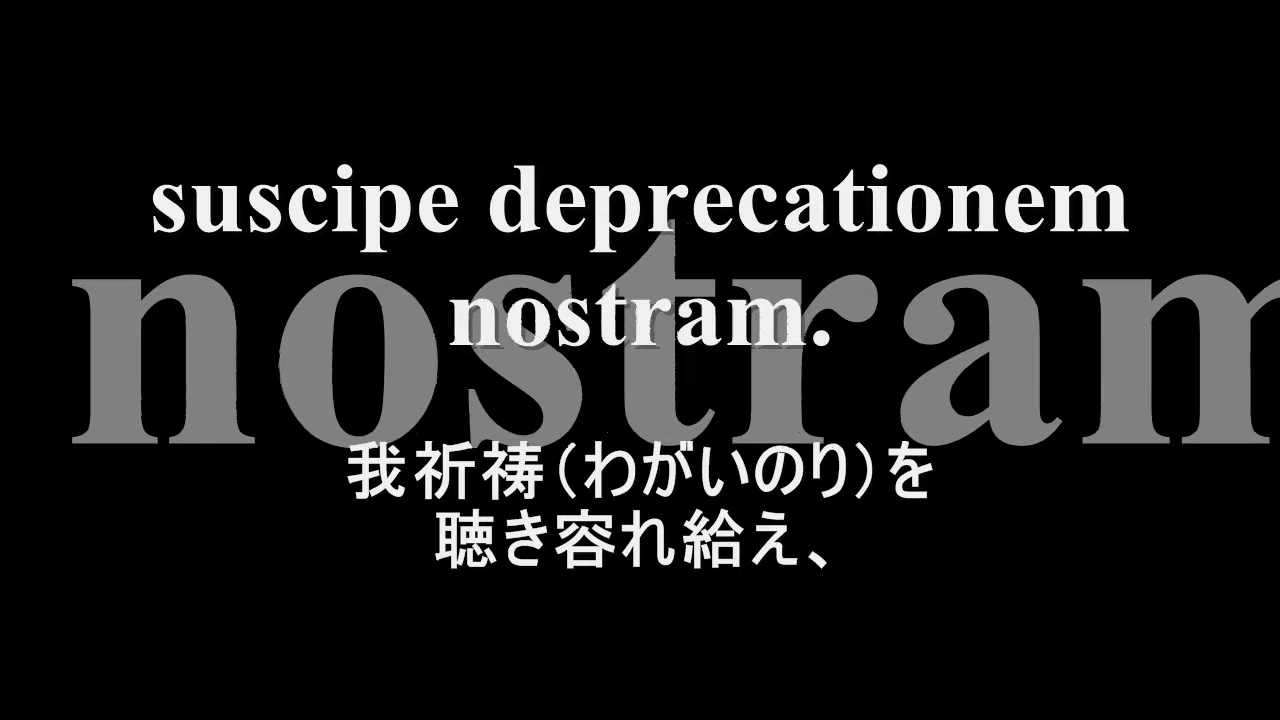 suscipe deprecationem
nostram.
nostram
我祈祷（わがいのり）を
聴き容れ給え、